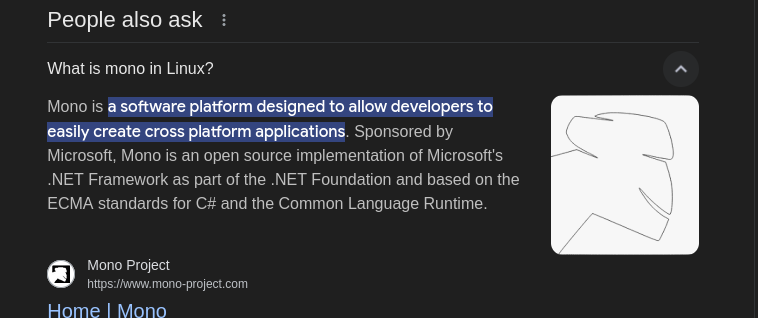 People also ask
What is mono in Linux?
Mono is a software platform designed to allow developers to
easily create cross platform applications. Sponsored by
Microsoft, Mono is an open source implementation of Microsoft's
.NET Framework as part of the .NET Foundation and based on the
ECMA standards for C# and the Common Language Runtime.
Mono Project
https://www.mono-project.com
Home | Mono